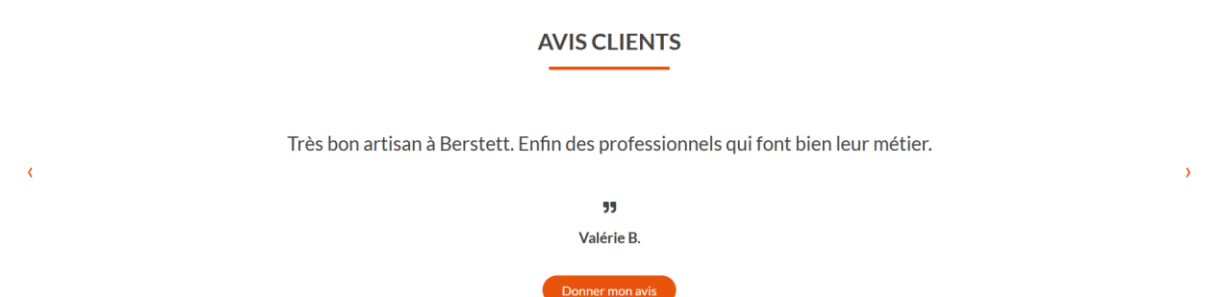 AVIS CLIENTS
Très bon artisan à Berstett. Enfin des professionnels qui font bien leur métier.
‹
›
”
Valérie B.
Donner mon avis